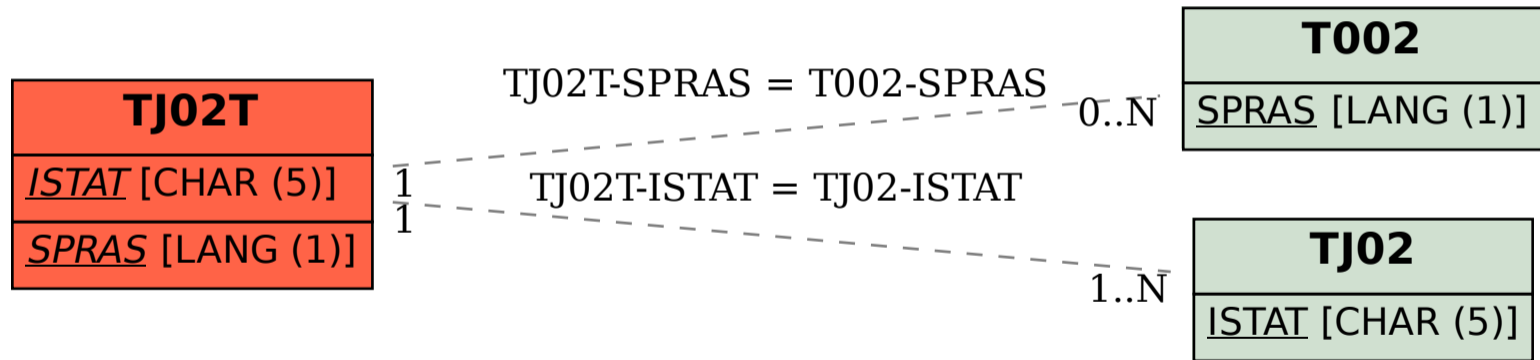 TJ02T
ISTAT [CHAR (5)]
SPRAS [LANG (1)]
TJ02T-SPRAS = T002-SPRAS
0..N
1
TJ02T-ISTAT = TJ02-ISTAT
1
1..N
T002
SPRAS [LANG (1)]
TJ02
ISTAT [CHAR (5)]